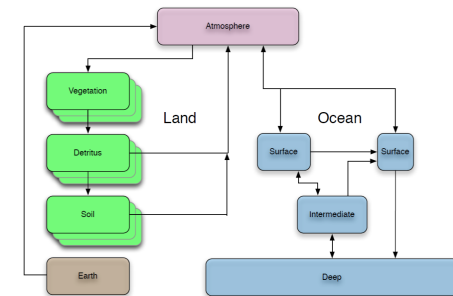 Atmosphere
Vegetation
Land
Ocean
Detritus
Surface
Surface
Soil
Intermediate
Earth
Deep